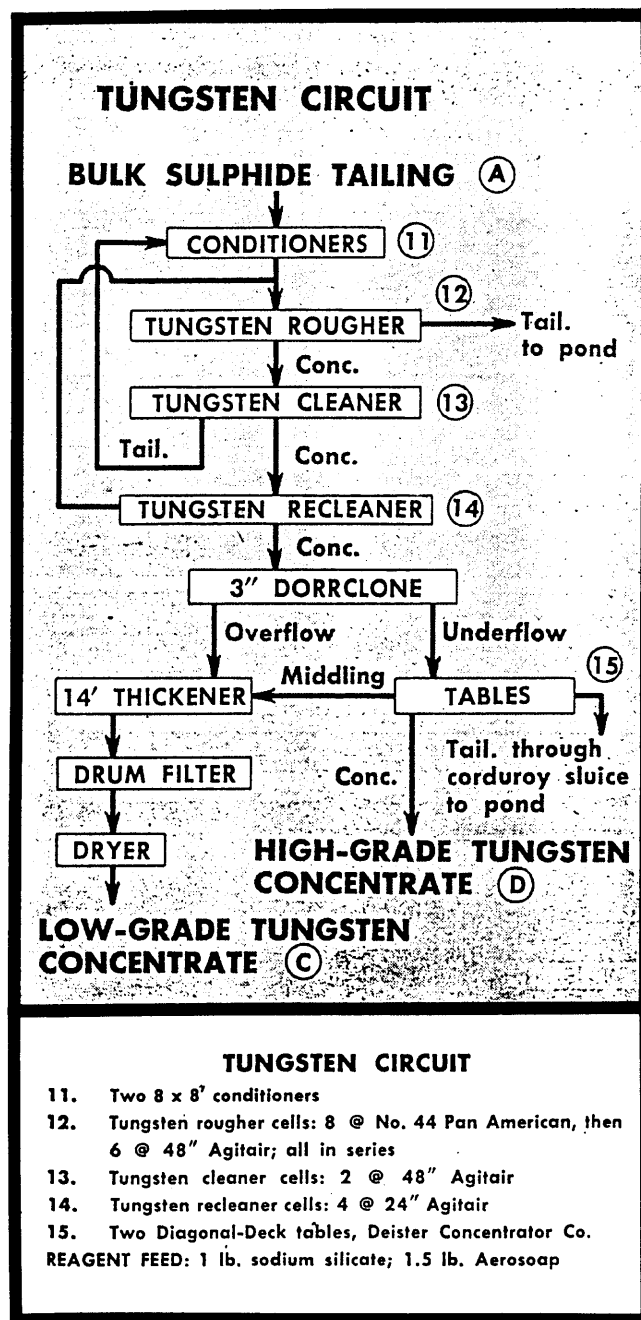 TUNGSTEN CIRCUIT
BULK SULPHIDE TAILING Ⓐ
CONDITIONERS ⑪
⑫
TUNGSTEN ROUGHER
Tail.
to pond
Conc.
TUNGSTEN CLEANER ⑬
Tail.
Conc.
TUNGSTEN RECLEANER ⑭
Conc.
3" DORRCLONE
Overflow
Underflow
Middling
⑮
14' THICKENER
TABLES
Tail. through
corduroy sluice
to pond
Conc.
DRUM FILTER
DRYER
HIGH-GRADE TUNGSTEN
CONCENTRATE Ⓓ
LOW-GRADE TUNGSTEN
CONCENTRATE Ⓒ
TUNGSTEN CIRCUIT
11. Two 8 x 8' conditioners
12. Tungsten rougher cells: 8 @ No. 44 Pan American, then
6 @ 48" Agitair; all in series
13. Tungsten cleaner cells: 2 @ 48" Agitair
14. Tungsten recleaner cells: 4 @ 24" Agitair
15. Two Diagonal-Deck tables, Deister Concentrator Co.
REAGENT FEED: 1 lb. sodium silicate; 1.5 lb. Aerosoap